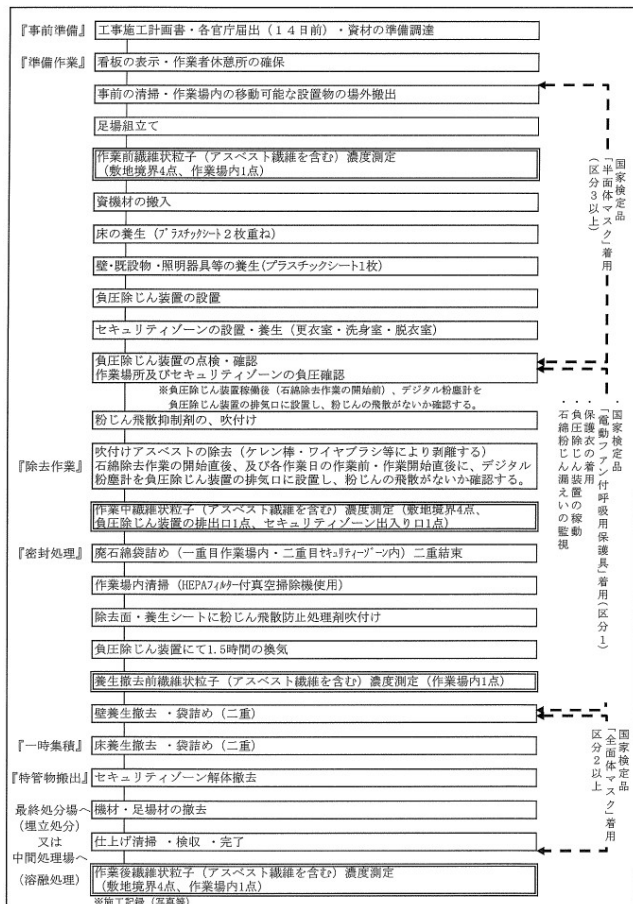 『事前準備』 工事施工計画書・各官庁届出(14日前)・資材の準備調達
『準備作業』 看板の表示・作業者休憩所の確保
事前の清掃・作業場内の移動可能な設置物の場外搬出
足場組立て
作業前繊維状粒子(アスベスト繊維を含む)濃度測定
(敷地境界4点、作業場内1点)
資機材の搬入
床の養生(プラスチックシート2枚重ね)
壁・既設物・照明器具等の養生(プラスチックシート1枚)
負圧除じん装置の設置
セキュリティゾーンの設置・養生(更衣室・洗身室・脱衣室)
負圧除じん装置の点検・確認
作業場所及びセキュリティゾーンの負圧確認
※負圧除じん装置稼働後(石綿除去作業の開始前)、デジタル粉塵計を
負圧除じん装置の排気口に設置し、粉じんの飛散がないか確認する。
粉じん飛散抑制剤の、吹付け
『除去作業』 吹付けアスベストの除去(ケレン棒・ワイヤブラシ等により剥離する)
石綿除去作業の開始直後、及び各作業日の作業前・作業開始直後に、デジタル
粉塵計を負圧除じん装置の排気口に設置し、粉じんの飛散がないか確認する。
作業中繊維状粒子(アスベスト繊維を含む)濃度測定(敷地境界4点、
負圧除じん装置の排出口1点、セキュリティゾーン出入り口1点)
『密封処理』 廃石綿袋詰め(一重目作業場内・二重目セキュリティーゾーン内)二重結束
作業場内清掃(HEPAフィルター付真空掃除機使用)
除去面・養生シートに粉じん飛散防止処理剤吹付け
負圧除じん装置にて1.5時間の換気
養生撤去前繊維状粒子(アスベスト繊維を含む)濃度測定(作業場内1点)
壁養生撤去・袋詰め(二重)
『一時集積』 床養生撤去・袋詰め(二重)
『特管物搬出』 セキュリティゾーン解体撤去
最終処分場へ 機材・足場材の撤去
(埋立処分)
又は 仕上げ清掃・検収・完了
中間処理場へ
(溶融処理) 作業後繊維状粒子(アスベスト繊維を含む)濃度測定
(敷地境界4点、作業場内1点)
※施工記録(写真等)
国家検定品
「半面体マスク」着用
(区分3以上)
・国家検定品
「電動ファン付呼吸用保護具」着用(区分1)
・保護衣の着用
・負圧除じん装置の稼動
・石綿粉じん漏えいの監視
国家検定品
「全面体マスク」着用
区分2以上